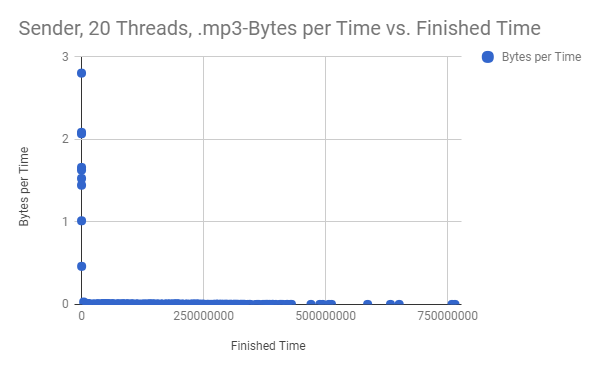 Sender, 20 Threads, .mp3-Bytes per Time vs. Finished Time
Bytes per Time
3
2
1
0
Bytes per Time
0
250000000
500000000
750000000
Finished Time